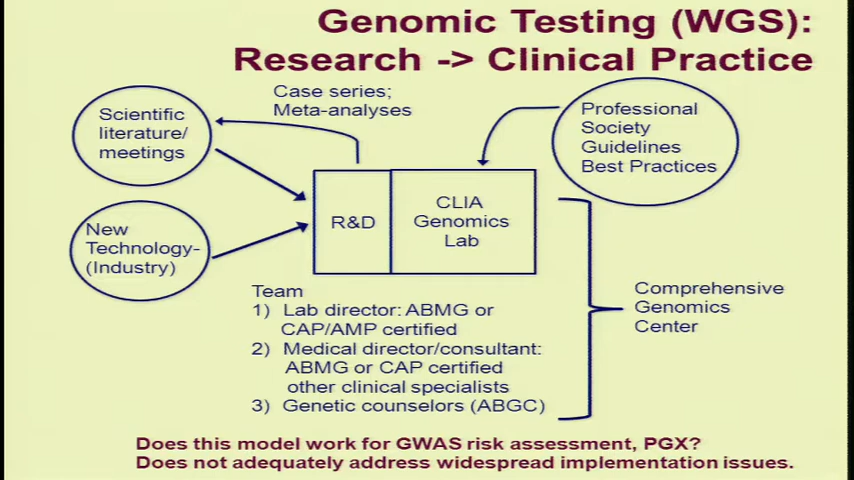 Genomic Testing (WGS):
Research -> Clinical Practice
Case series;
Meta-analyses
Scientific
literature/
meetings
Professional
Society
Guidelines
Best Practices
R&D
CLIA
Genomics
Lab
New
Technology-
(Industry)
Team
1) Lab director: ABMG or
CAP/AMP certified
2) Medical director/consultant:
ABMG or CAP certified
other clinical specialists
3) Genetic counselors (ABGC)
Comprehensive
Genomics
Center
Does this model work for GWAS risk assessment, PGX?
Does not adequately address widespread implementation issues.